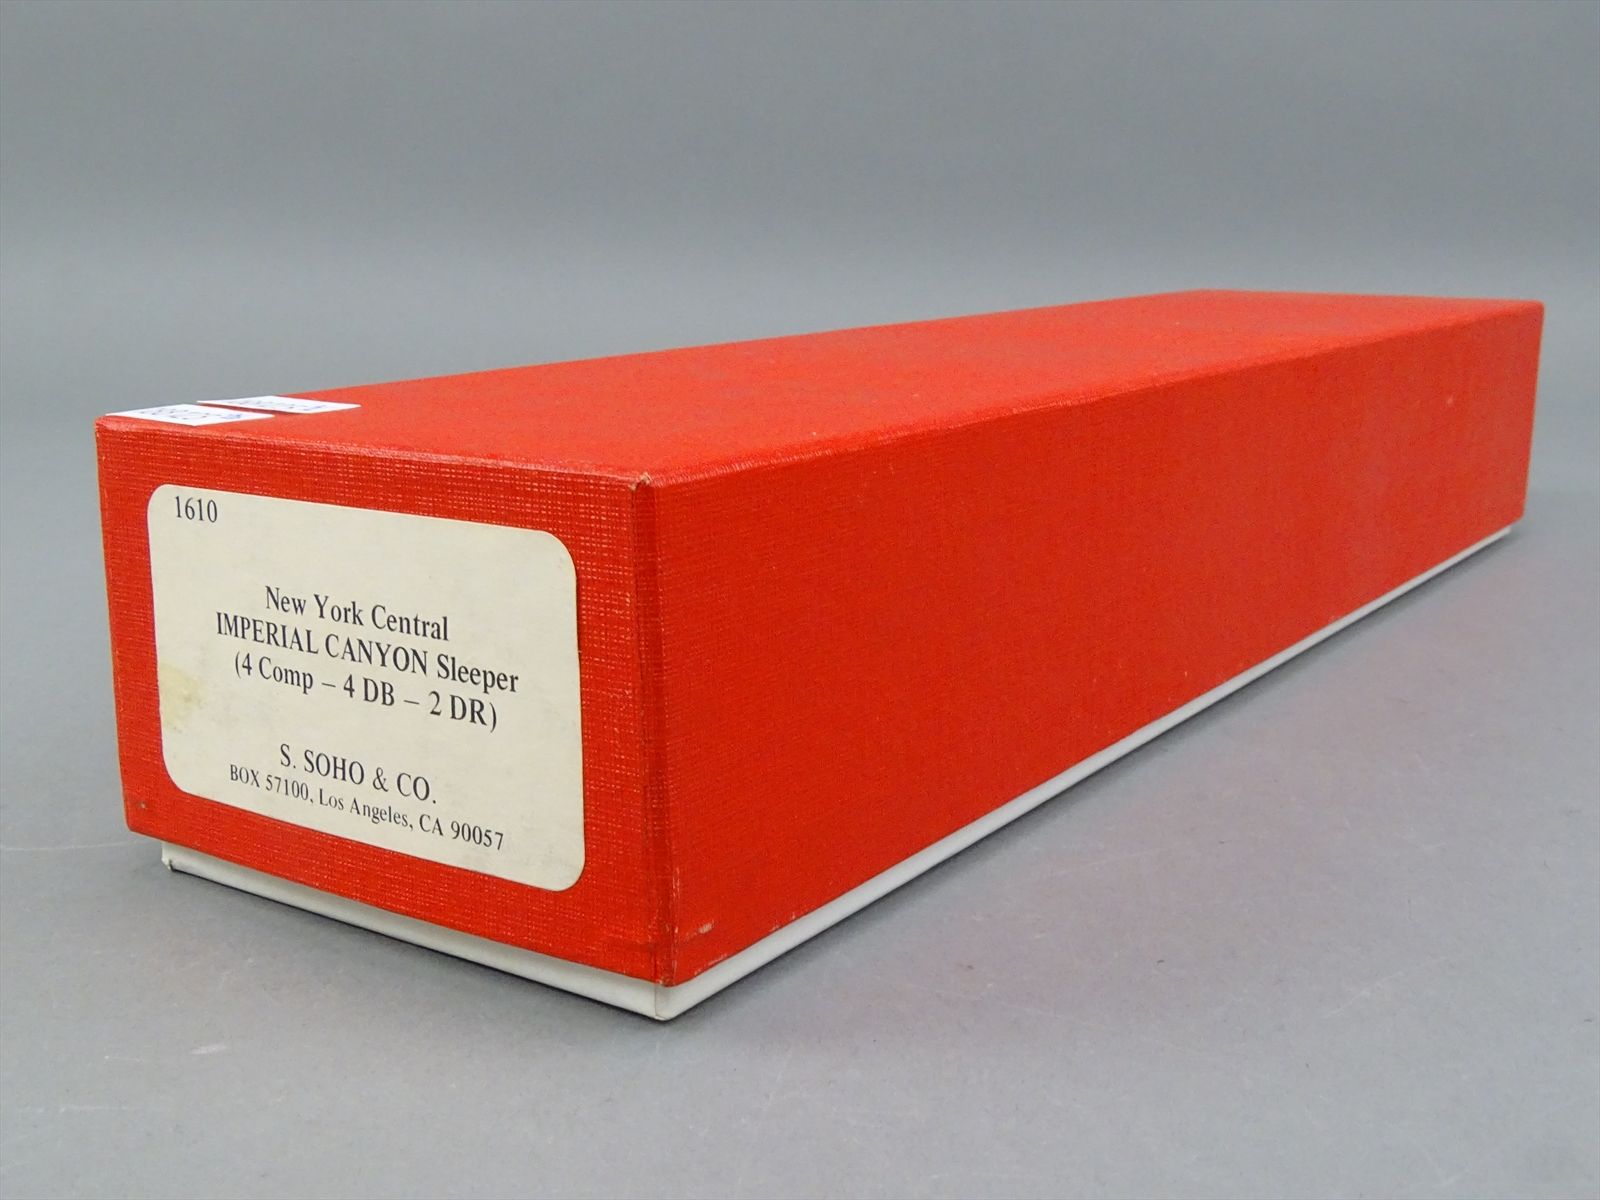 1610
New York Central
IMPERIAL CANYON Sleeper
(4 Comp – 4 DB – 2 DR)
S. SOHO & CO.
BOX 57100, Los Angeles, CA 90057